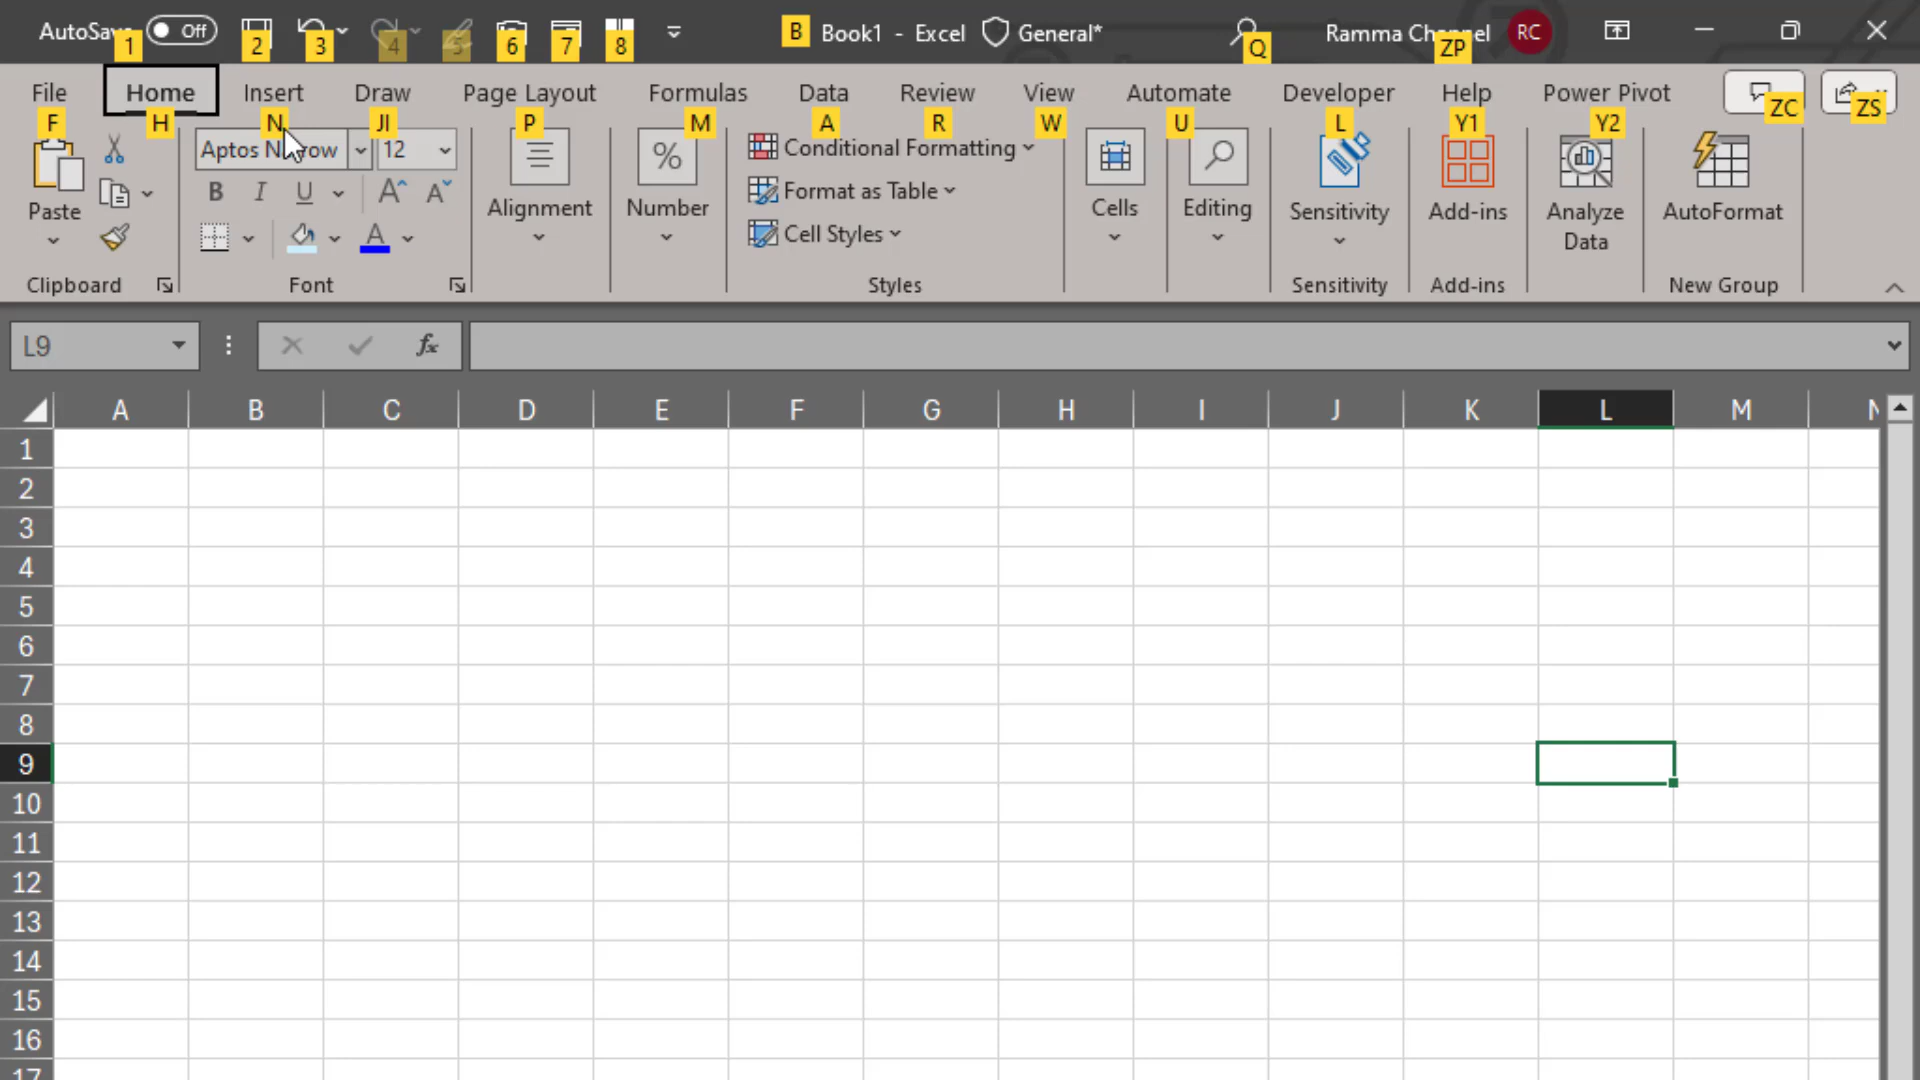 AutoSave Off Book1 - Excel General* Ramma Channel RC
1 2 3 4 5 6 7 8 B Q ZP
File Home Insert Draw Page Layout Formulas Data Review View Automate Developer Help Power Pivot
F H N JI P M A R W U L Y1 Y2 ZC ZS
Aptos Narrow 12 Conditional Formatting
B I U A A Format as Table
Paste Alignment Number Cells Editing Sensitivity Add-ins Analyze Data AutoFormat
A Cell Styles
Clipboard Font Styles Sensitivity Add-ins New Group
L9 fx
A B C D E F G H I J K L M N
1
2
3
4
5
6
7
8
9
10
11
12
13
14
15
16
17